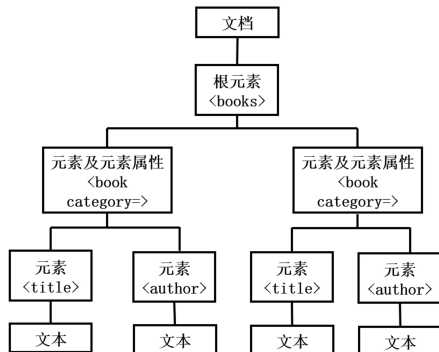 文档
根元素
<books>
元素及元素属性
<book
category=>
元素及元素属性
<book
category=>
元素
<title>
元素
<author>
元素
<title>
元素
<author>
文本
文本
文本
文本